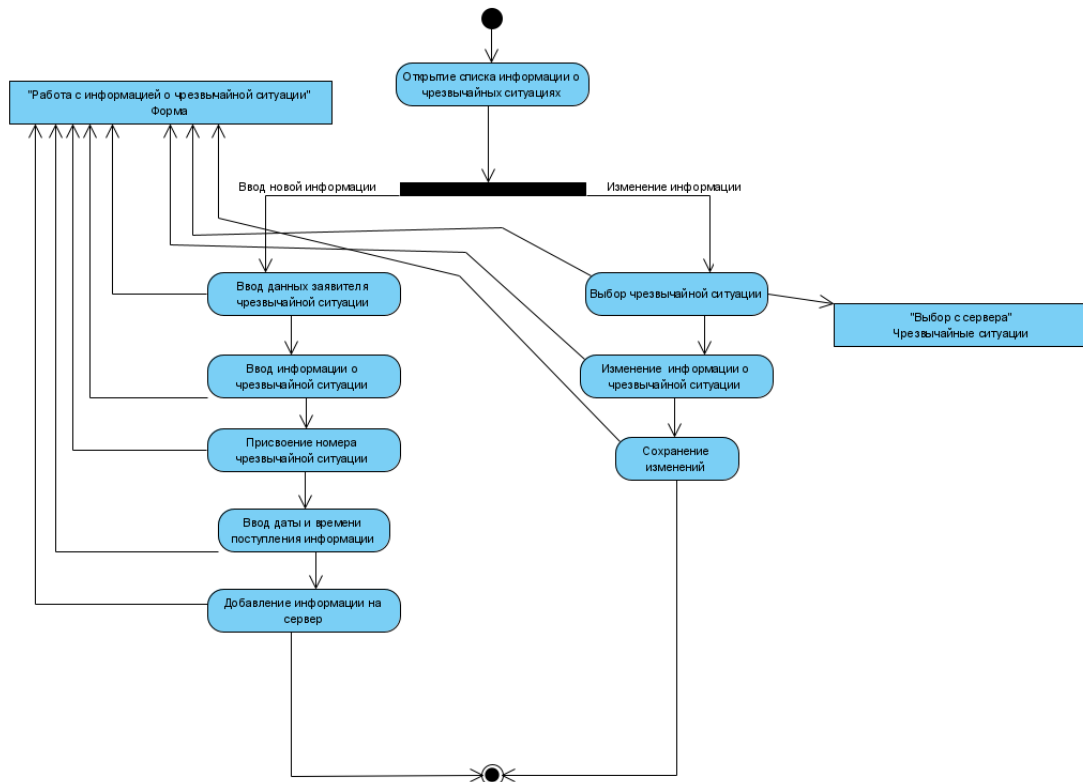 Открытие списка информации о
чрезвычайных ситуациях
"Работа с информацией о чрезвычайной ситуации"
Форма
Ввод новой информации
Изменение информации
Ввод данных заявителя
чрезвычайной ситуации
Выбор чрезвычайной ситуации
"Выбор с сервера"
Чрезвычайные ситуации
Ввод информации о
чрезвычайной ситуации
Изменение информации о
чрезвычайной ситуации
Присвоение номера
чрезвычайной ситуации
Сохранение
изменений
Ввод даты и времени
поступления информации
Добавление информации на
сервер